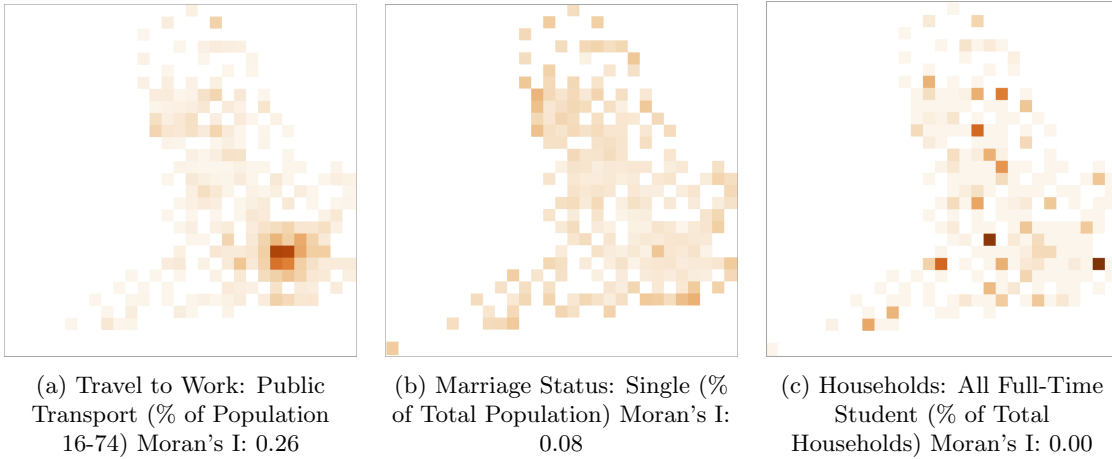 (a) Travel to Work: Public
Transport (% of Population
16-74) Moran's I: 0.26
(b) Marriage Status: Single (%
of Total Population) Moran's I:
0.08
(c) Households: All Full-Time
Student (% of Total
Households) Moran's I: 0.00